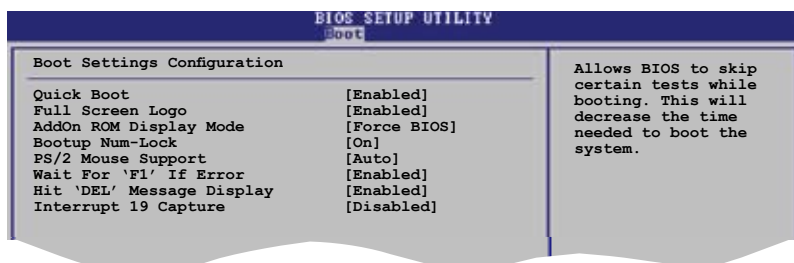 BIOS SETUP UTILITY
Boot
Boot Settings Configuration
Quick Boot [Enabled]
Full Screen Logo [Enabled]
AddOn ROM Display Mode [Force BIOS]
Bootup Num-Lock [On]
PS/2 Mouse Support [Auto]
Wait For ‘F1’ If Error [Enabled]
Hit ‘DEL’ Message Display [Enabled]
Interrupt 19 Capture [Disabled]
Allows BIOS to skip
certain tests while
booting. This will
decrease the time
needed to boot the
system.